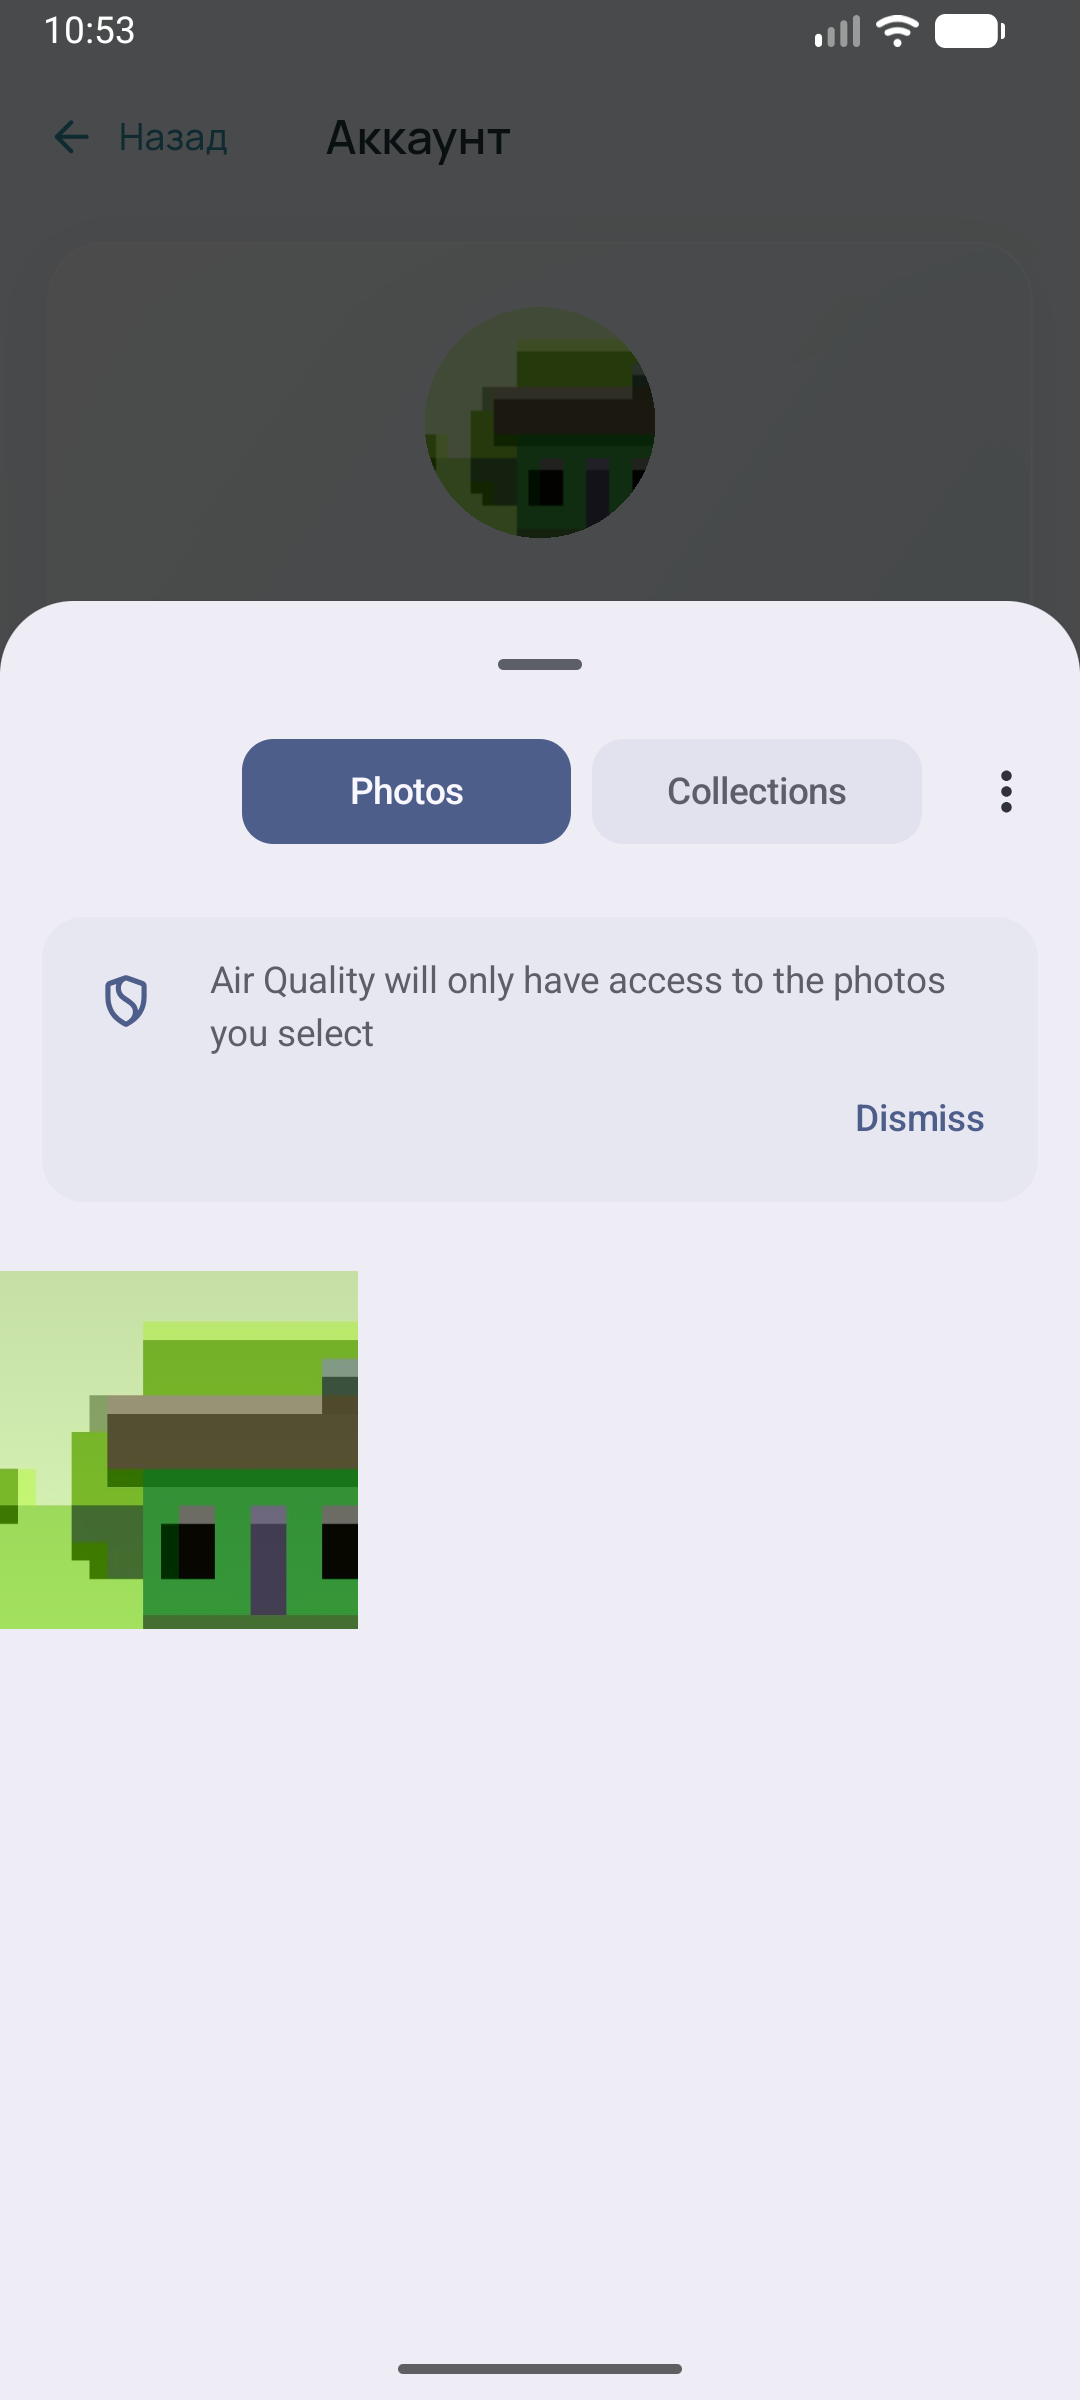 10:53
Назад
Аккаунт
Photos
Collections
Air Quality will only have access to the photos
you select
Dismiss